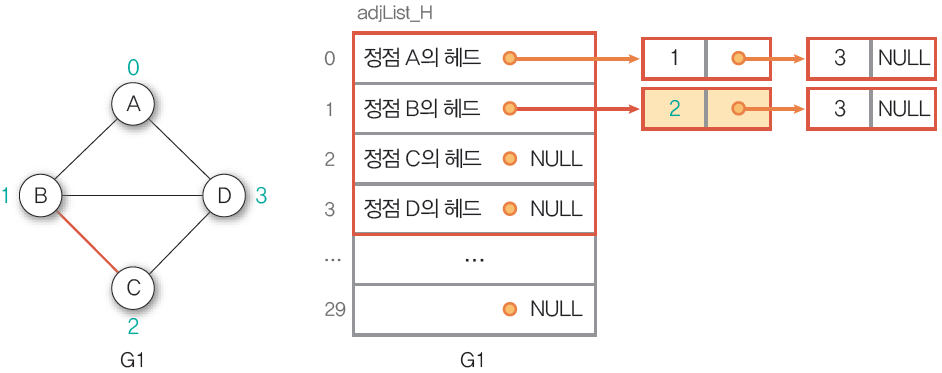 adjList_H
0 정점 A의 헤드 1 3 NULL
1 정점 B의 헤드 2 3 NULL
2 정점 C의 헤드 NULL
3 정점 D의 헤드 NULL
... ...
29 NULL
G1
0
A
1 B D 3
C
2
G1